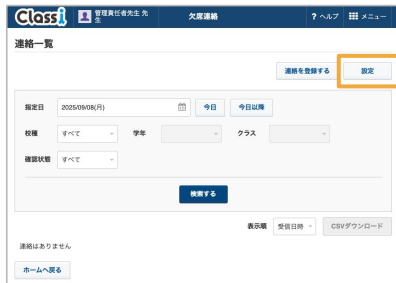 Classi 管理責任者先生 先生 欠席連絡 ? ヘルプ メニュー
連絡一覧
連絡を登録する 設定
指定日 2025/09/08(月) 今日 今日以降
校種 すべて 学年 クラス
確認状態 すべて
検索する
表示順 受信日時 CSVダウンロード
連絡はありません
ホームへ戻る